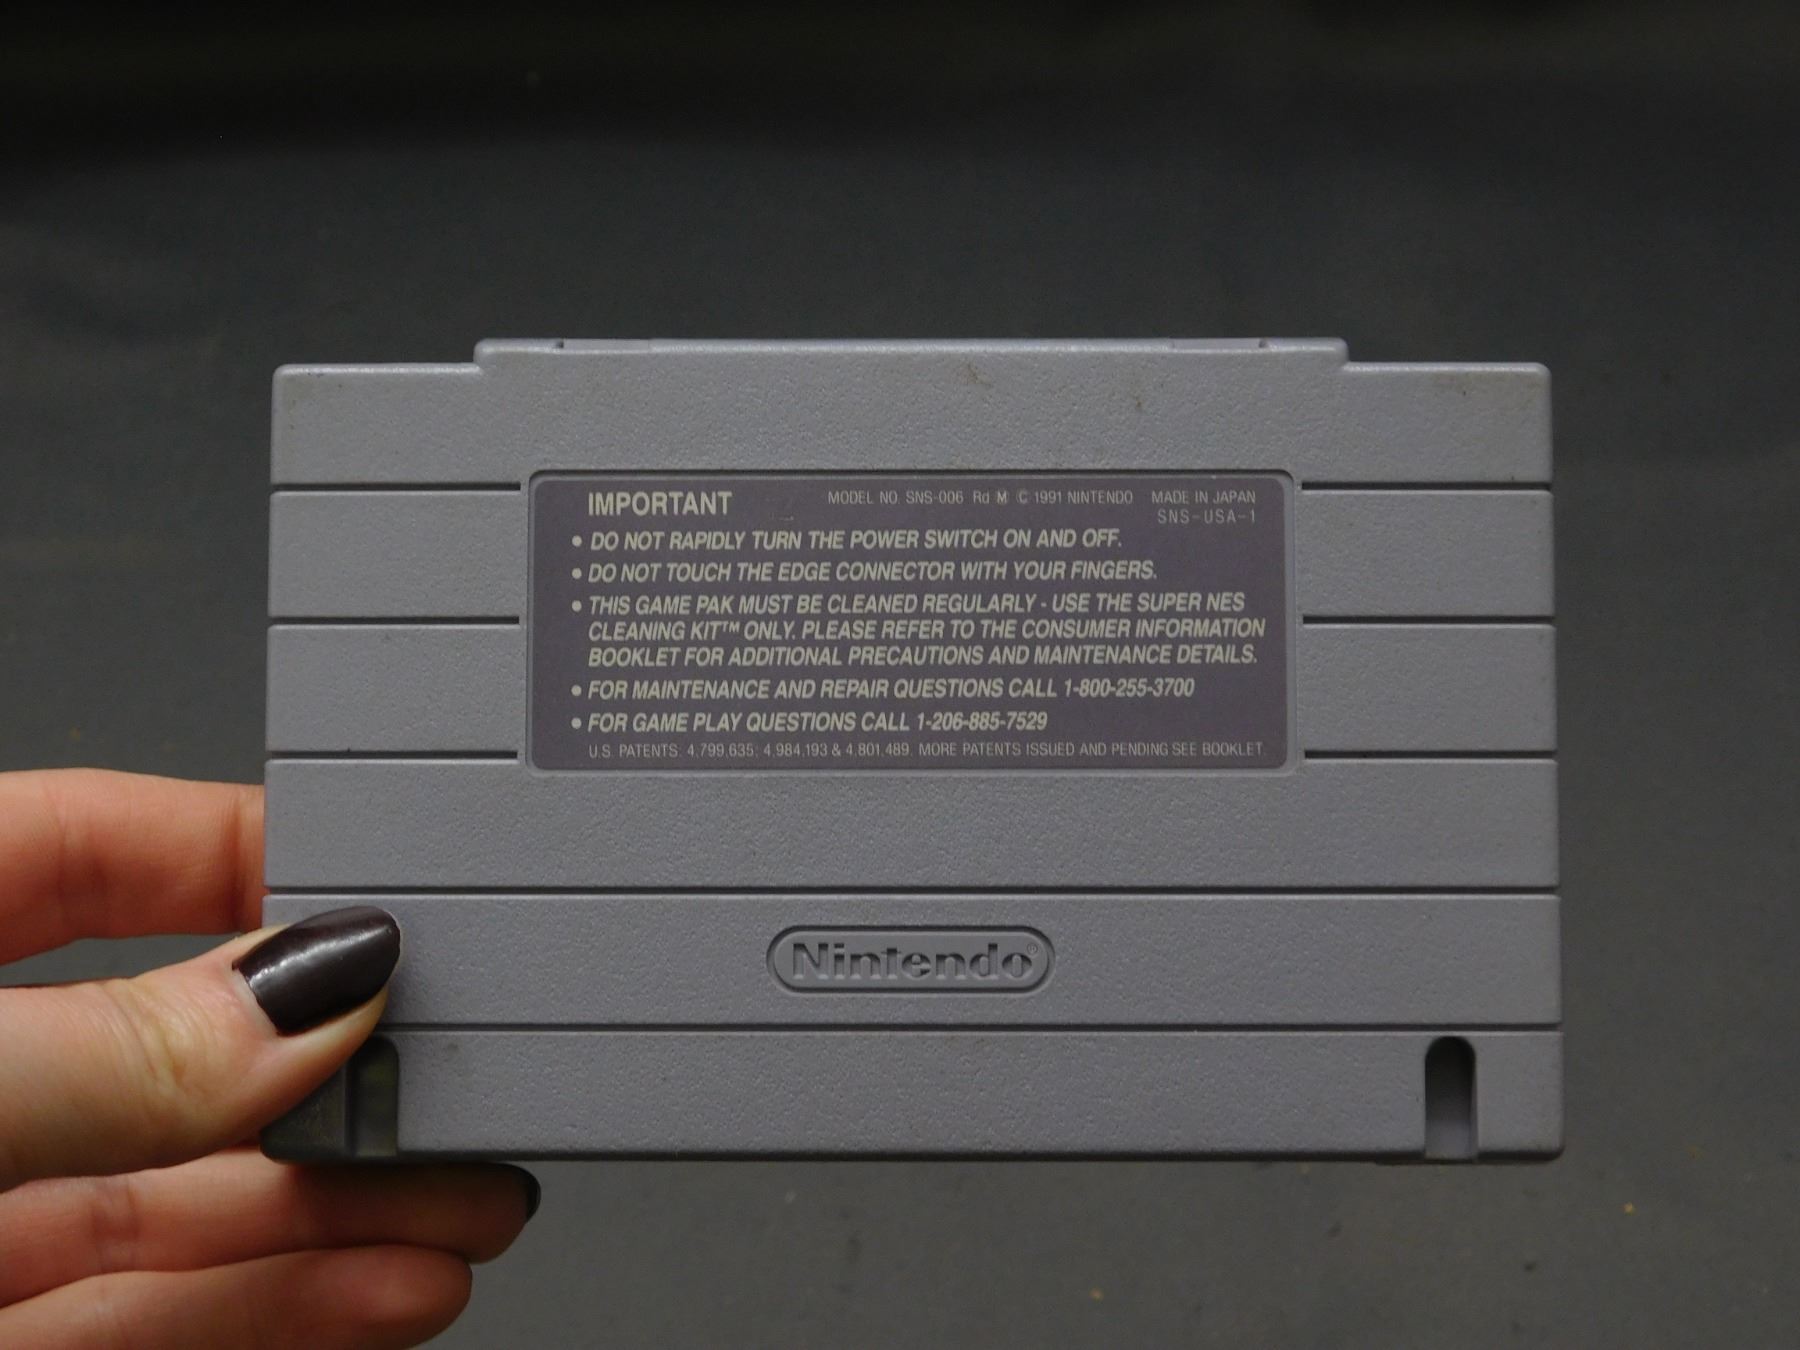 IMPORTANT MODEL NO. SNS-006 Rd Ⓜ © 1991 NINTENDO MADE IN JAPAN
SNS-USA-1
• DO NOT RAPIDLY TURN THE POWER SWITCH ON AND OFF.
• DO NOT TOUCH THE EDGE CONNECTOR WITH YOUR FINGERS.
• THIS GAME PAK MUST BE CLEANED REGULARLY - USE THE SUPER NES
CLEANING KIT™ ONLY. PLEASE REFER TO THE CONSUMER INFORMATION
BOOKLET FOR ADDITIONAL PRECAUTIONS AND MAINTENANCE DETAILS.
• FOR MAINTENANCE AND REPAIR QUESTIONS CALL 1-800-255-3700
• FOR GAME PLAY QUESTIONS CALL 1-206-885-7529
U.S. PATENTS: 4,799,635; 4,984,193 & 4,801,489. MORE PATENTS ISSUED AND PENDING SEE BOOKLET.
Nintendo®